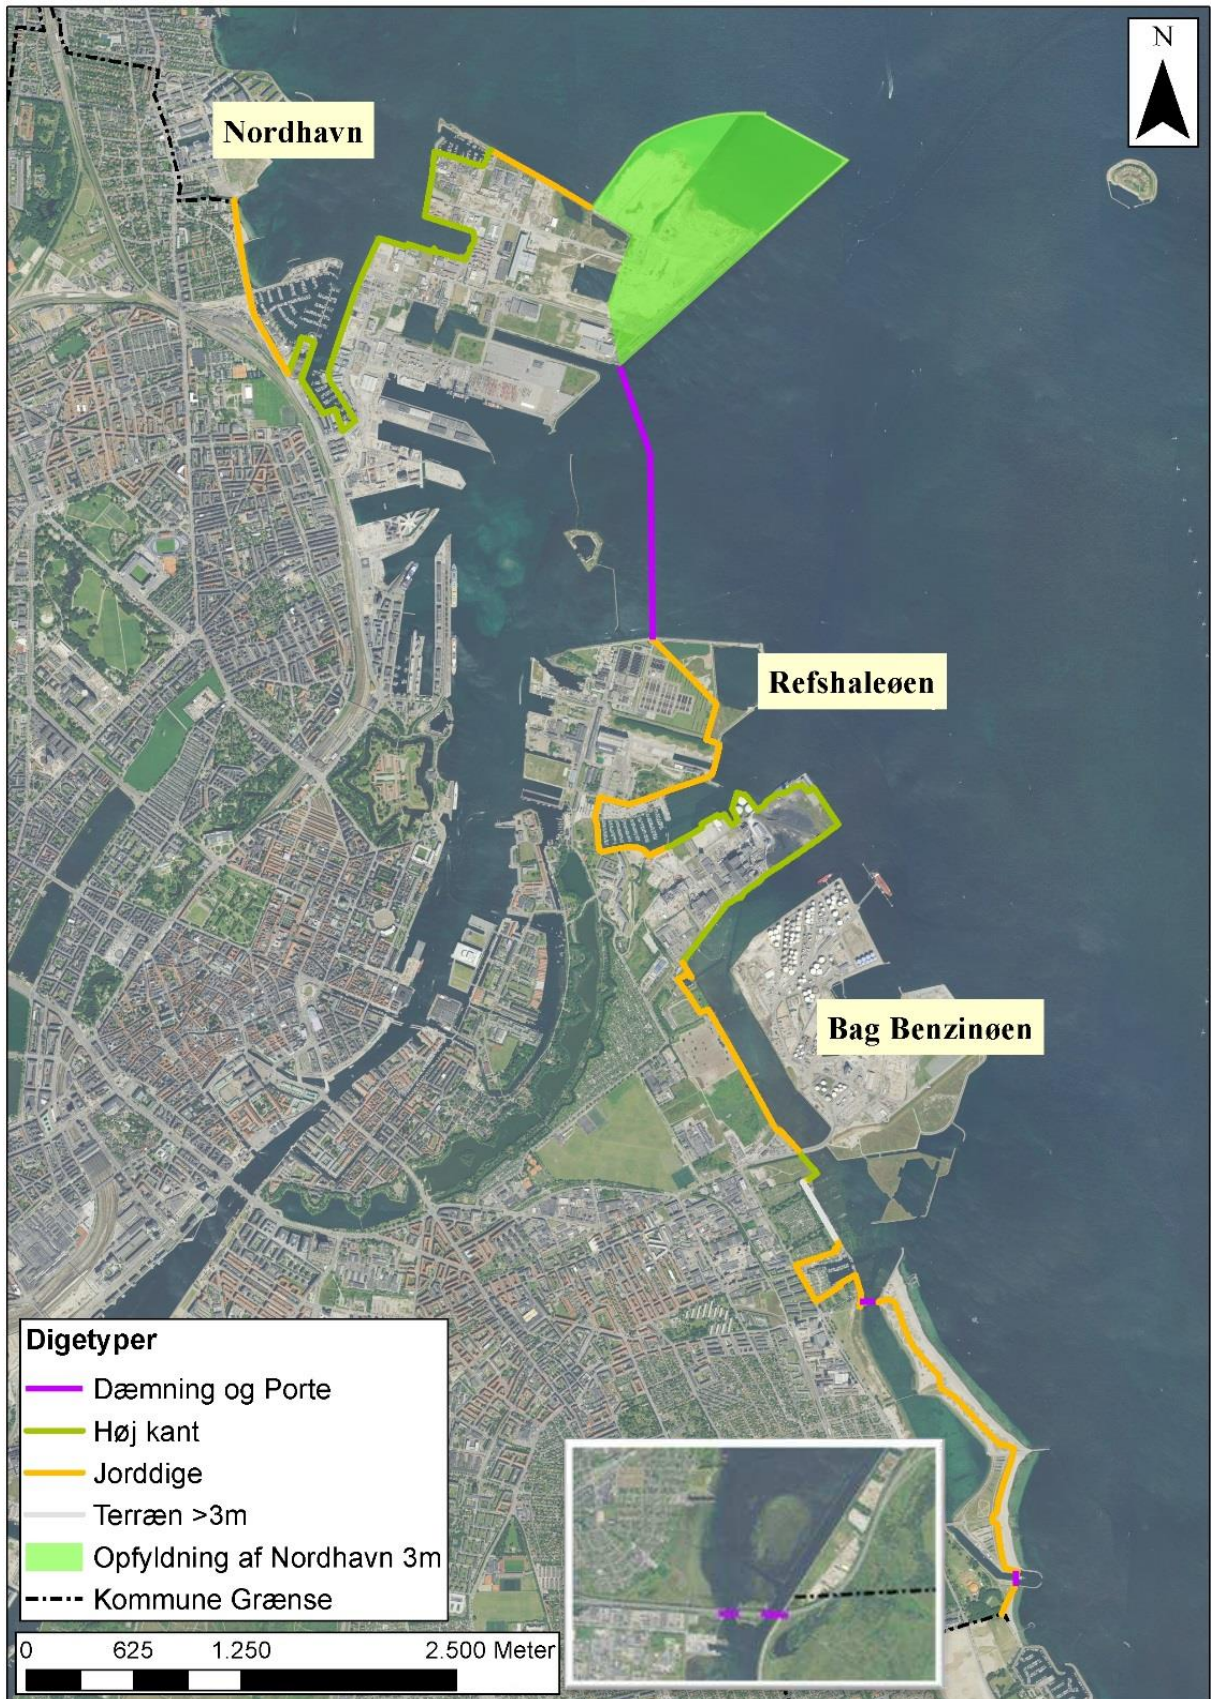 N
Nordhavn
Refshaleøen
Bag Benzinøen
Digetyper
Dæmning og Porte
Høj kant
Jorddige
Terræn >3m
Opfyldning af Nordhavn 3m
Kommune Grænse
0 625 1.250 2.500 Meter